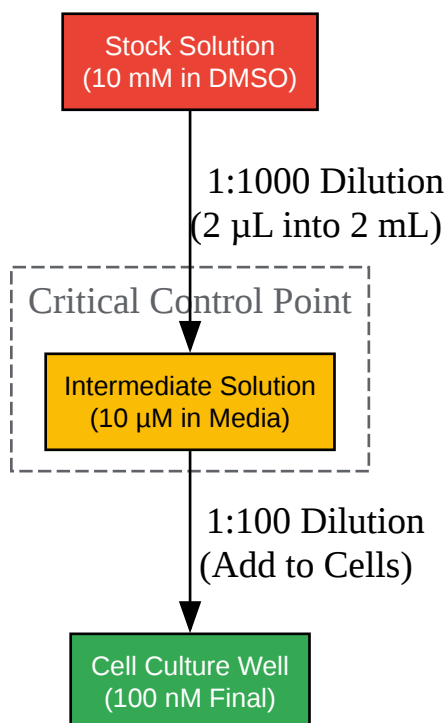 Stock Solution
(10 mM in DMSO)
1:1000 Dilution
(2 µL into 2 mL)
Critical Control Point
Intermediate Solution
(10 µM in Media)
1:100 Dilution
(Add to Cells)
Cell Culture Well
(100 nM Final)